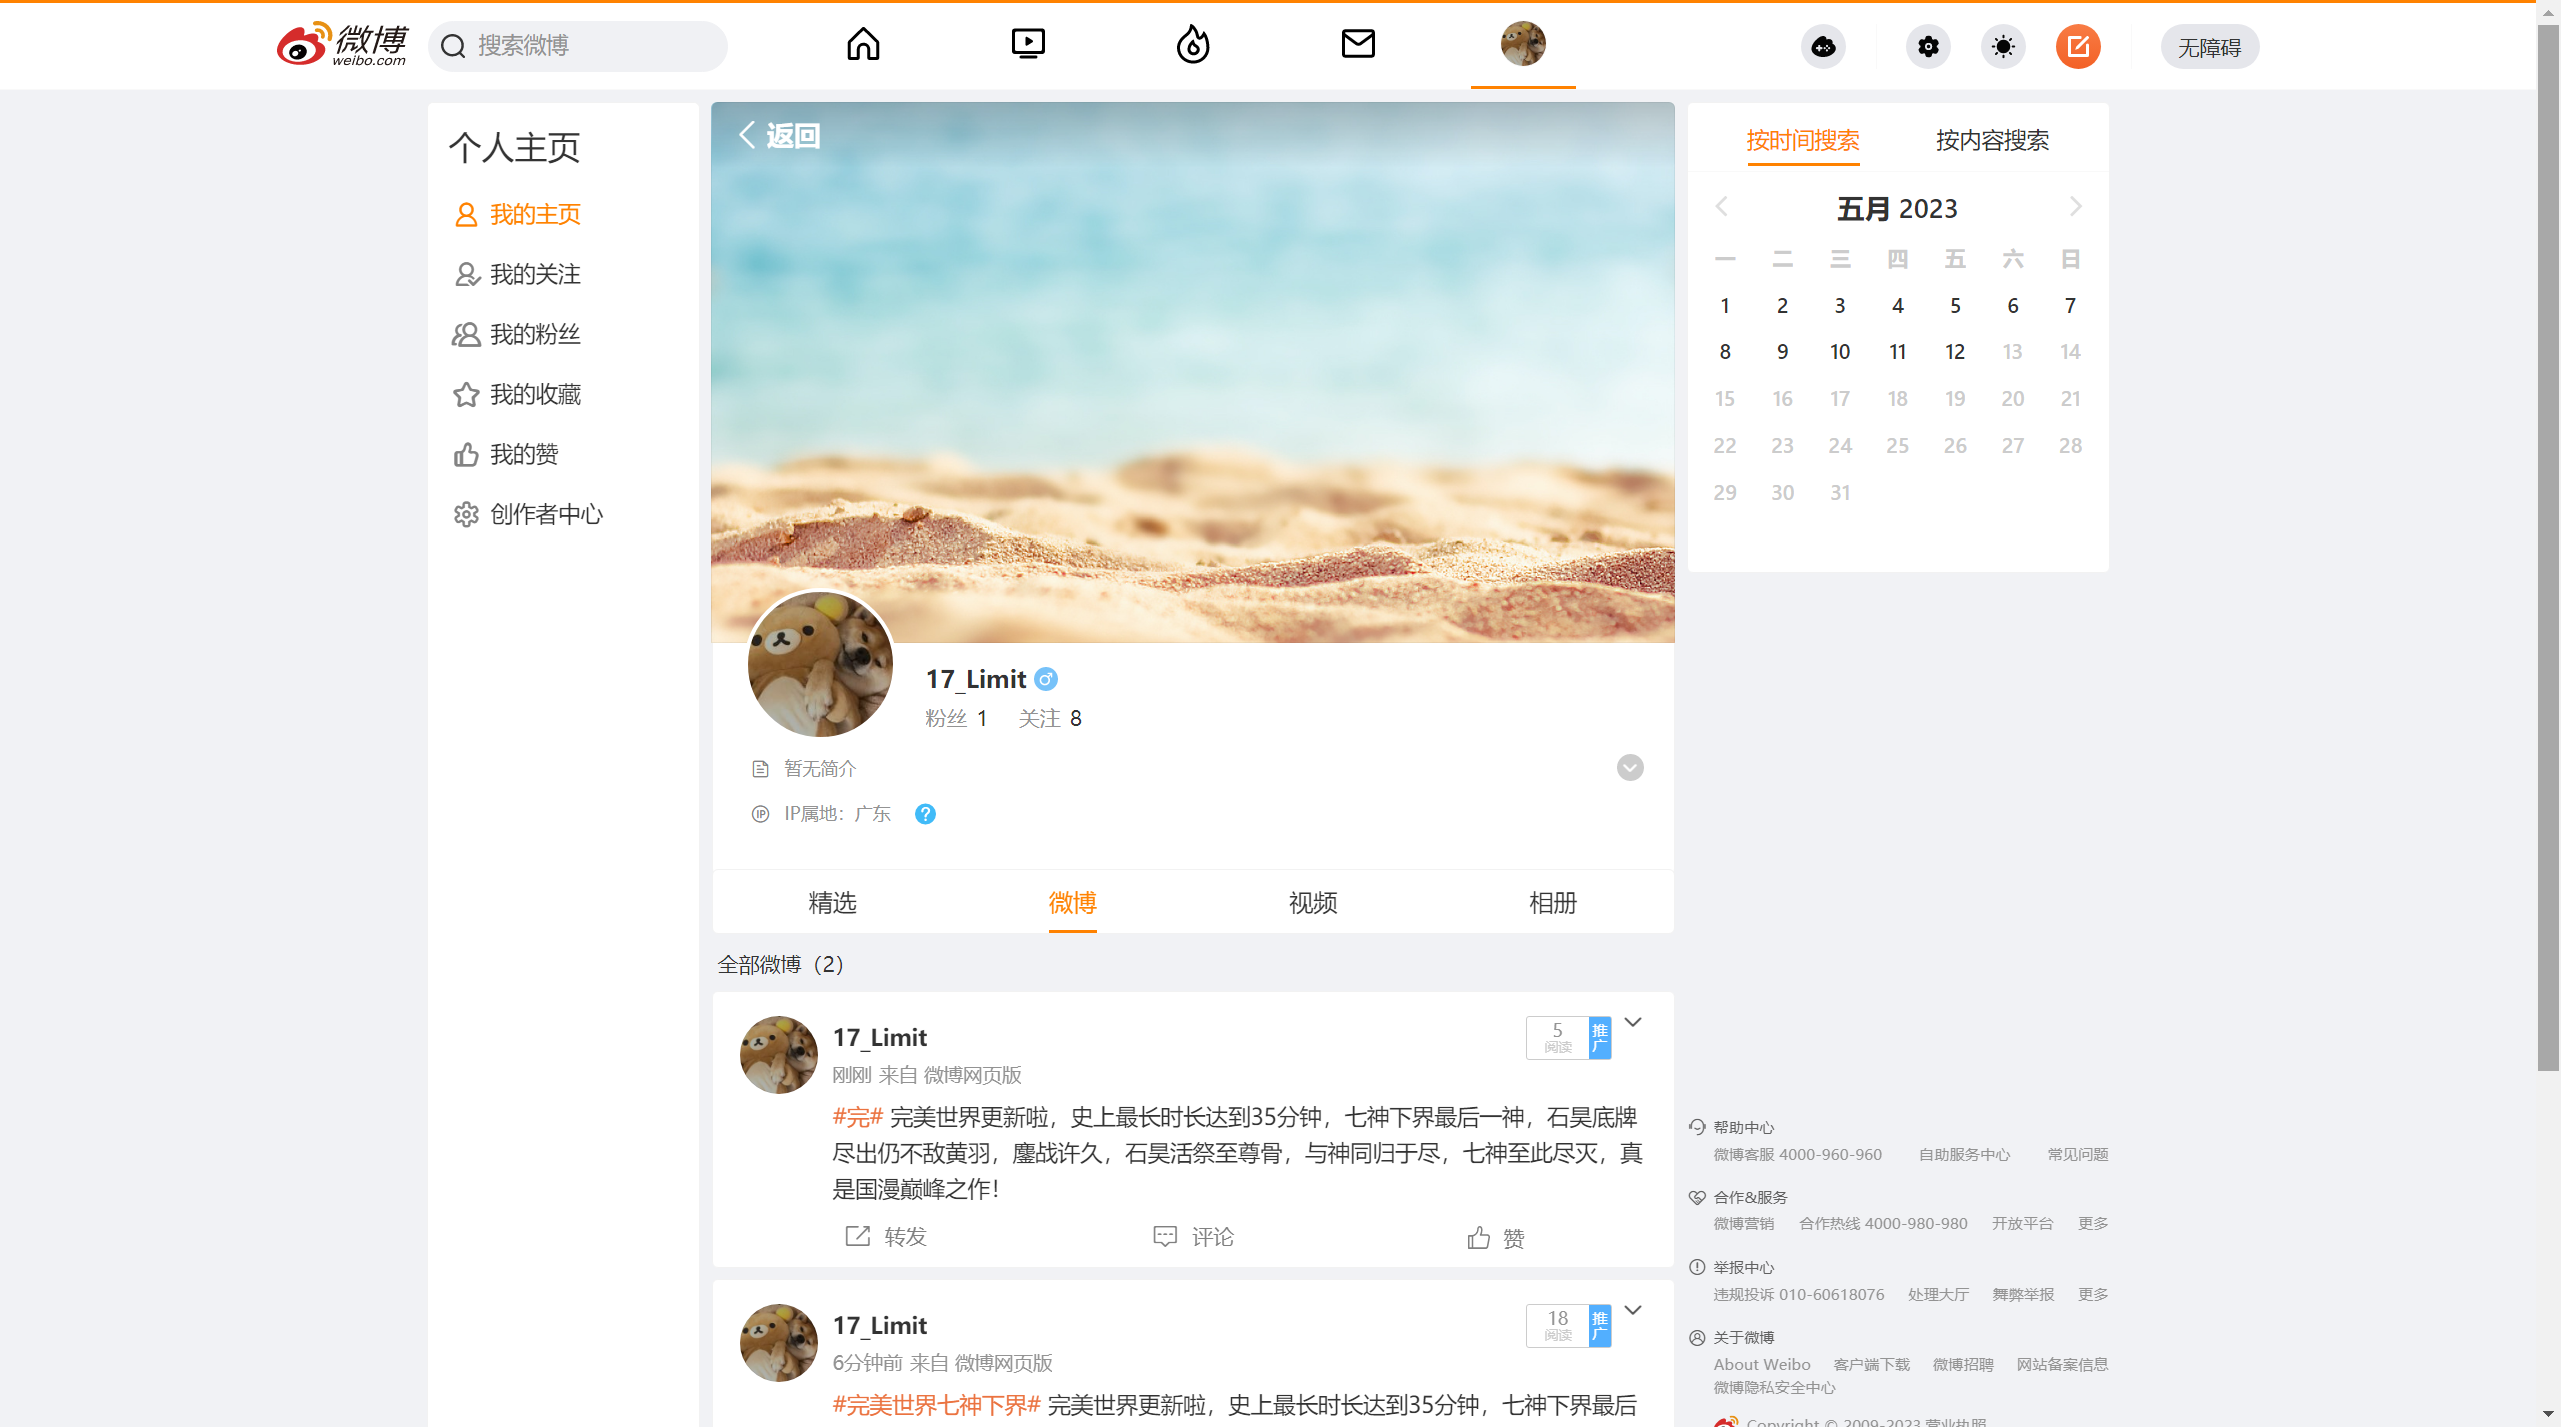 微博
weibo.com
搜索微博
无障碍
个人主页
我的主页
我的关注
我的粉丝
我的收藏
我的赞
创作者中心
返回
17_Limit
粉丝 1 关注 8
暂无简介
IP属地：广东
精选 微博 视频 相册
全部微博（2）
17_Limit
5
阅读
推广
刚刚 来自 微博网页版
#完# 完美世界更新啦，史上最长时长达到35分钟，七神下界最后一神，石昊底牌
尽出仍不敌黄羽，鏖战许久，石昊活祭至尊骨，与神同归于尽，七神至此尽灭，真
是国漫巅峰之作！
转发 评论 赞
17_Limit
18
阅读
推广
6分钟前 来自 微博网页版
#完美世界七神下界# 完美世界更新啦，史上最长时长达到35分钟，七神下界最后
按时间搜索 按内容搜索
五月 2023
一 二 三 四 五 六 日
1 2 3 4 5 6 7
8 9 10 11 12 13 14
15 16 17 18 19 20 21
22 23 24 25 26 27 28
29 30 31
帮助中心
微博客服 4000-960-960 自助服务中心 常见问题
合作&服务
微博营销 合作热线 4000-980-980 开放平台 更多
举报中心
违规投诉 010-60618076 处理大厅 舞弊举报 更多
关于微博
About Weibo 客户端下载 微博招聘 网站备案信息
微博隐私安全中心
Copyright © 2009-2023 营业执照